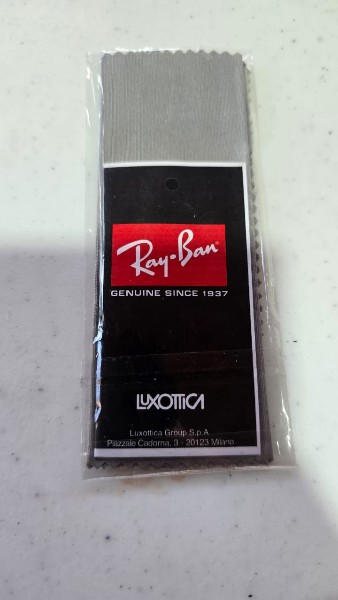 Ray-Ban
GENUINE SINCE 1937
LUXOTTICA
Luxottica Group S.p.A
Piazzale Cadorna, 3 - 20123 Milano